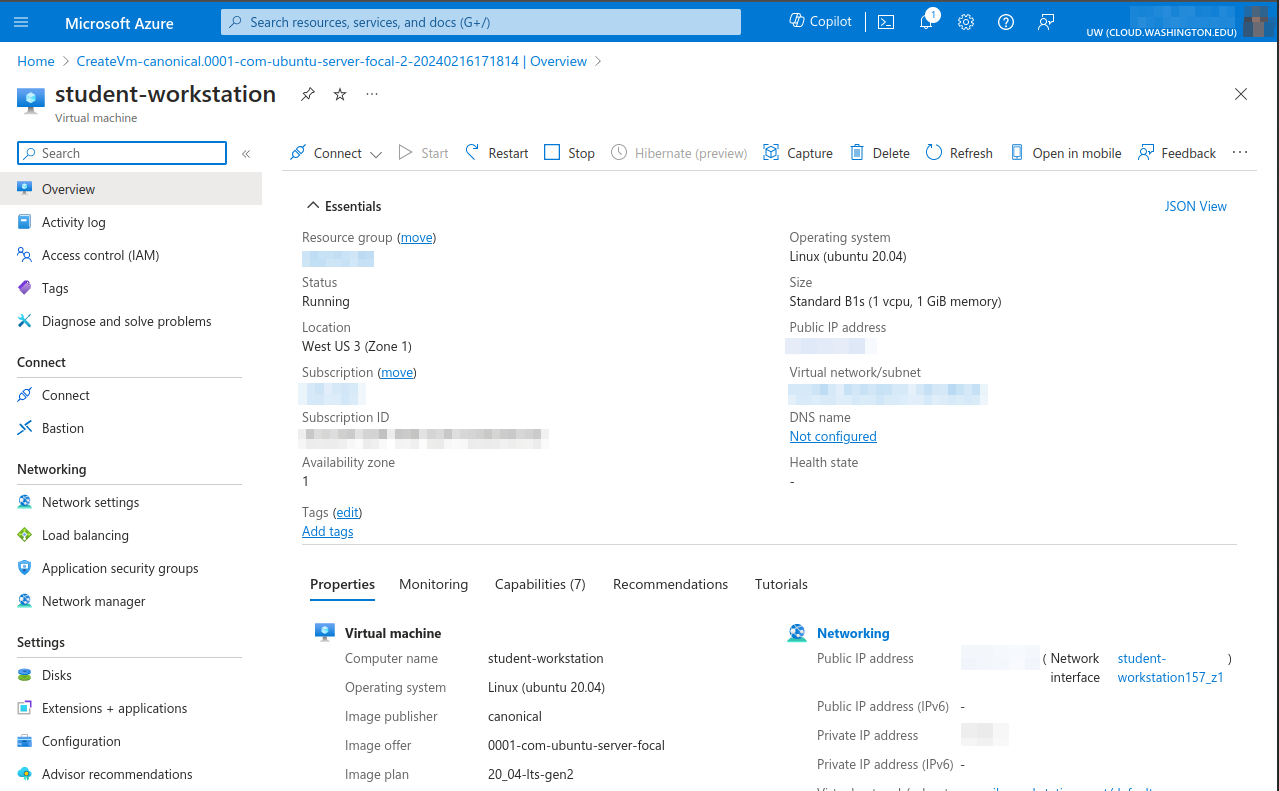 Microsoft Azure
Search resources, services, and docs (G+/)
Copilot
1
UW (CLOUD.WASHINGTON.EDU)
Home > CreateVm-canonical.0001-com-ubuntu-server-focal-2-20240216171814 | Overview >
student-workstation
...
Virtual machine
Search
«
Connect
Start
Restart
Stop
Hibernate (preview)
Capture
Delete
Refresh
Open in mobile
Feedback
...
Overview
Activity log
Access control (IAM)
Tags
Diagnose and solve problems
Connect
Connect
Bastion
Networking
Network settings
Load balancing
Application security groups
Network manager
Settings
Disks
Extensions + applications
Configuration
Advisor recommendations
Essentials
JSON View
Resource group (move)
Status
Running
Location
West US 3 (Zone 1)
Subscription (move)
Subscription ID
Availability zone
1
Tags (edit)
Add tags
Operating system
Linux (ubuntu 20.04)
Size
Standard B1s (1 vcpu, 1 GiB memory)
Public IP address
Virtual network/subnet
DNS name
Not configured
Health state
-
Properties
Monitoring
Capabilities (7)
Recommendations
Tutorials
Virtual machine
Computer name student-workstation
Operating system Linux (ubuntu 20.04)
Image publisher canonical
Image offer 0001-com-ubuntu-server-focal
Image plan 20_04-lts-gen2
Networking
Public IP address ( Network interface student-workstation157_z1 )
Public IP address (IPv6) -
Private IP address
Private IP address (IPv6) -